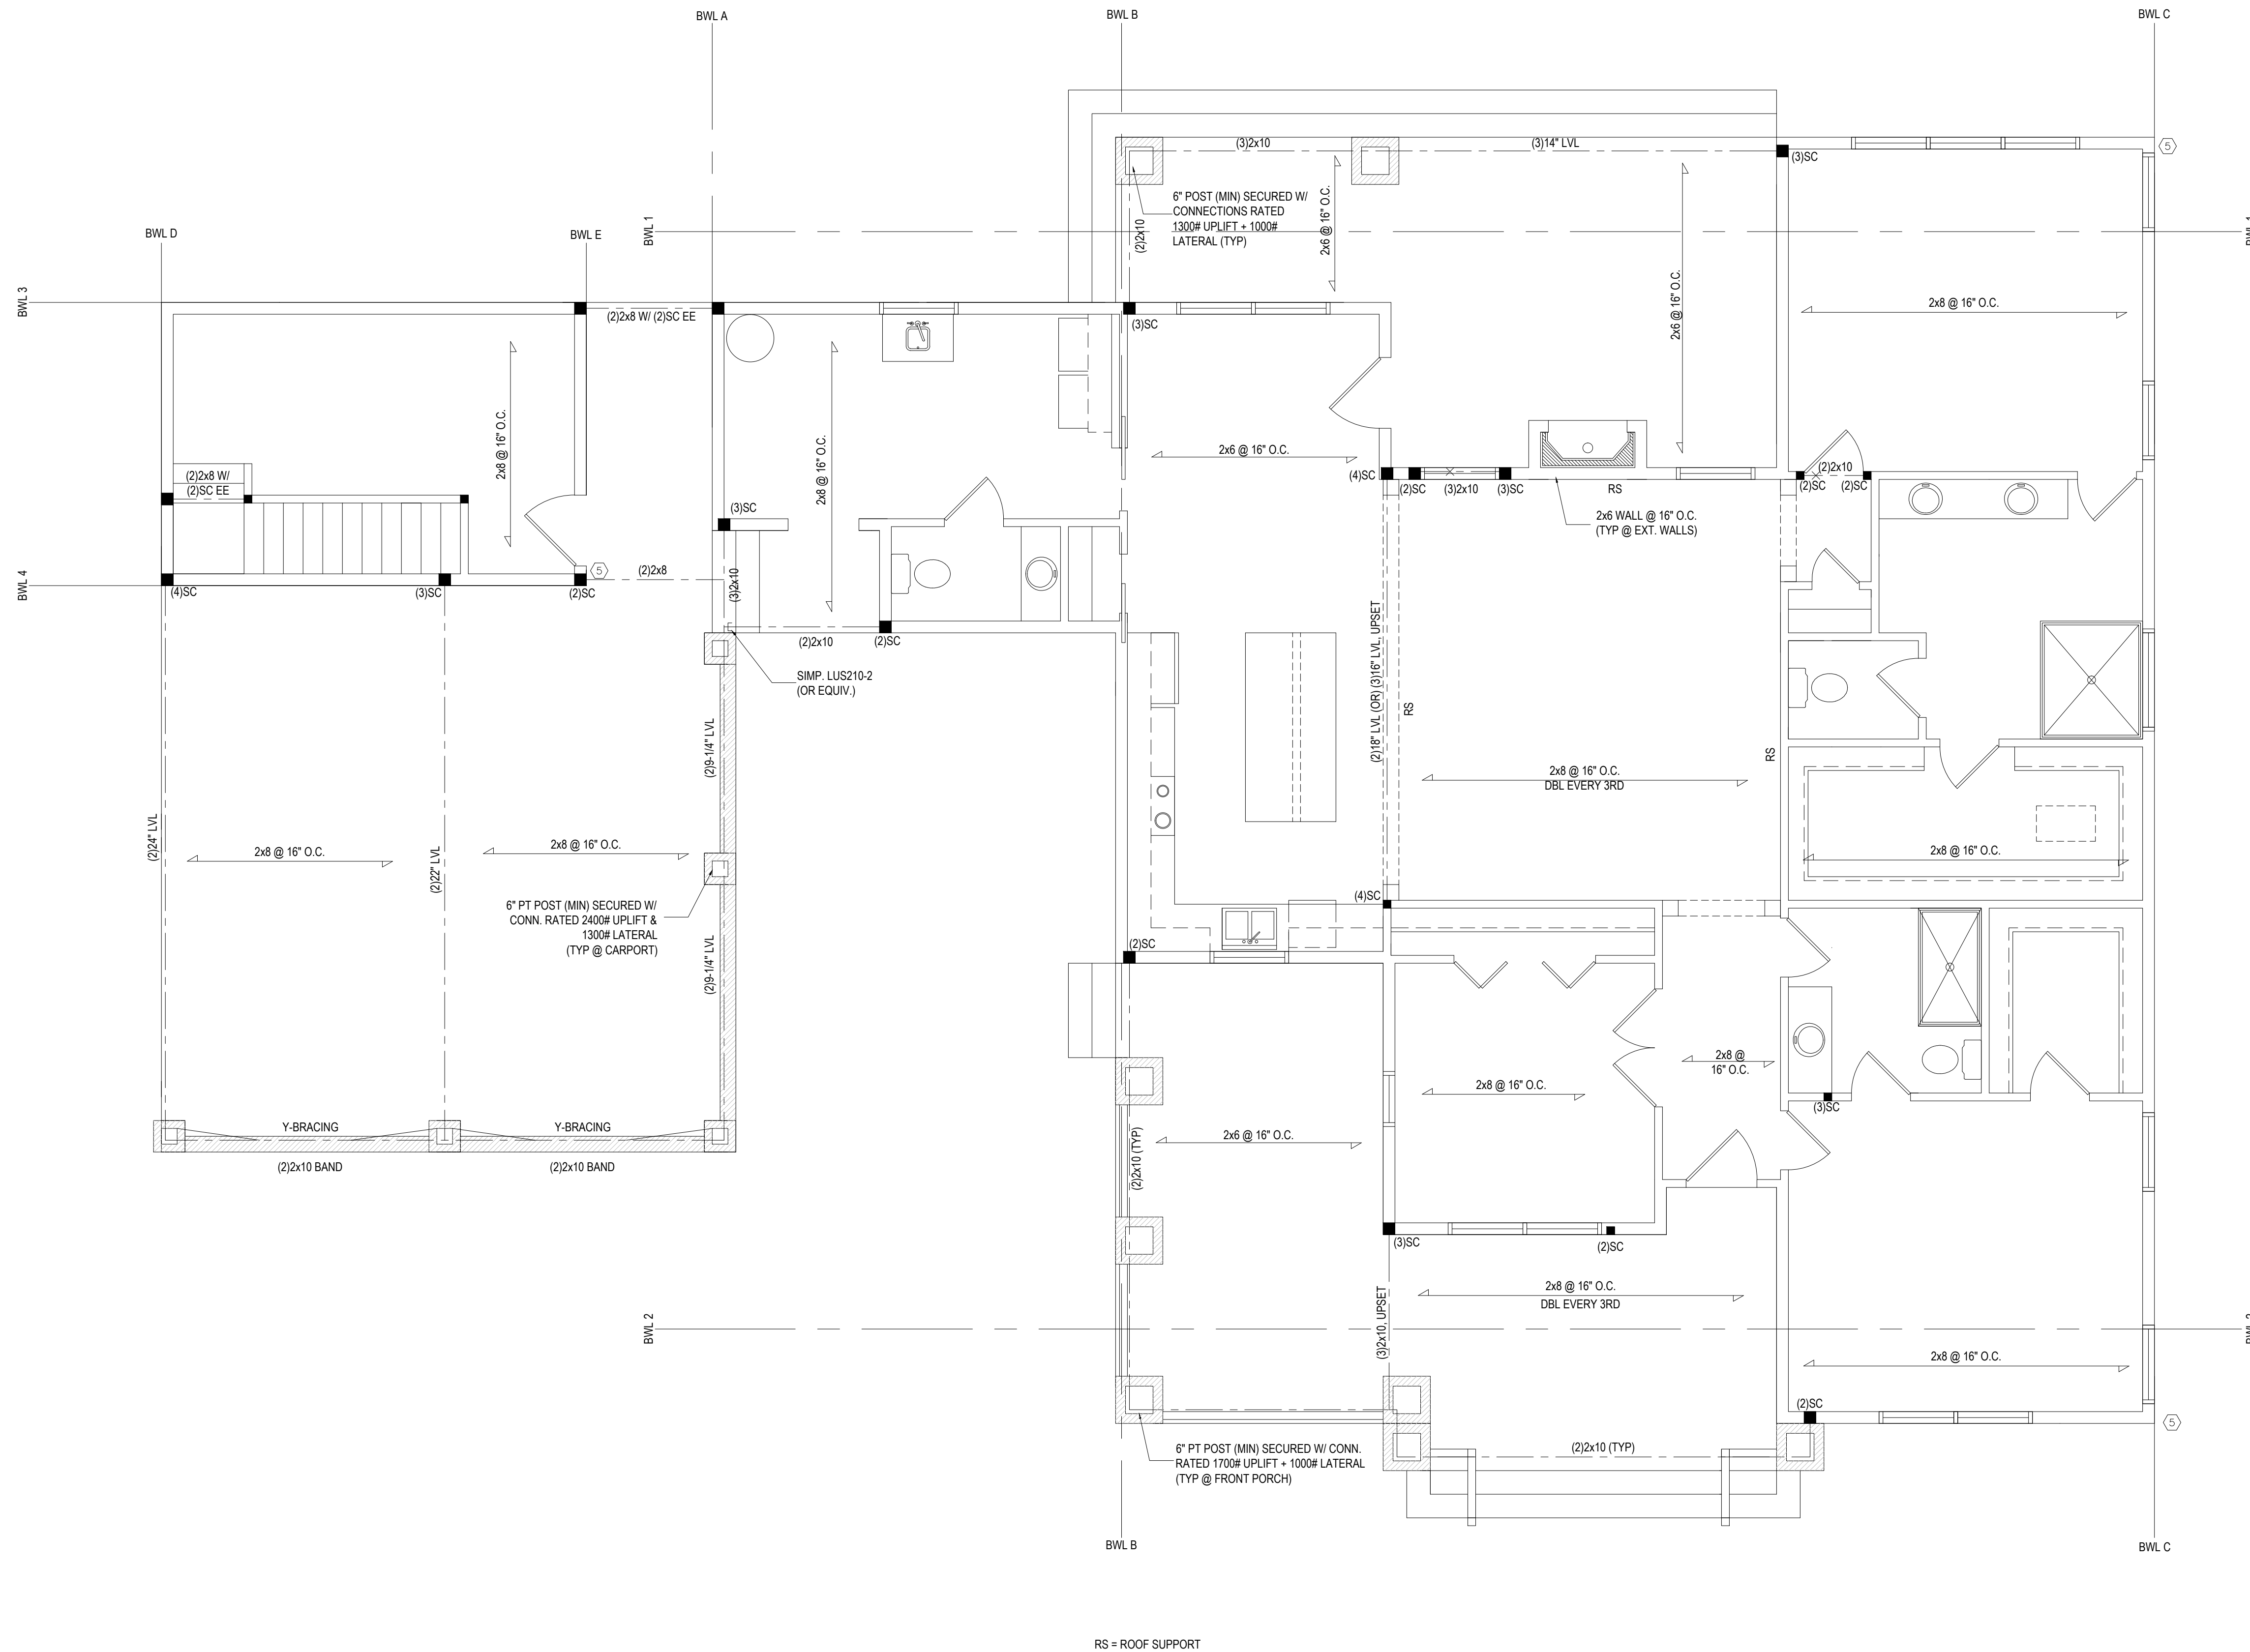 BWL A
BWL B
BWL C
BWL D
BWL E
BWL 3
BWL 1
BWL 1
(3)2x10
(3)14" LVL
(3)SC
5
6" POST (MIN) SECURED W/
CONNECTIONS RATED
1300# UPLIFT + 1000#
LATERAL (TYP)
(2)2x10
2x6 @ 16" O.C.
2x6 @ 16" O.C.
2x8 @ 16" O.C.
(2)2x8 W/ (2)SC EE
(3)SC
2x8 @ 16" O.C.
2x8 @ 16" O.C.
2x6 @ 16" O.C.
(2)2x8 W/
(2)SC EE
(4)SC
(2)SC
(3)2x10
(3)SC
RS
(2)2x10
(2)SC
(2)SC
2x6 WALL @ 16" O.C.
(TYP @ EXT. WALLS)
(3)SC
BWL 4
(4)SC
(3)SC
(2)SC
5
(2)2x8
(3)2x10
(2)2x10
(2)SC
SIMP. LUS210-2
(OR EQUIV.)
(2)18" LVL (OR) (3)16" LVL, UPSET
RS
RS
(2)9-1/4" LVL
2x8 @ 16" O.C.
DBL EVERY 3RD
(2)24" LVL
2x8 @ 16" O.C.
(2)22" LVL
2x8 @ 16" O.C.
2x8 @ 16" O.C.
6" PT POST (MIN) SECURED W/
CONN. RATED 2400# UPLIFT &
1300# LATERAL
(TYP @ CARPORT)
(2)9-1/4" LVL
(4)SC
(2)SC
2x8 @
16" O.C.
2x8 @ 16" O.C.
(3)SC
Y-BRACING
Y-BRACING
(2)2x10 BAND
(2)2x10 BAND
2x6 @ 16" O.C.
(2)2x10 (TYP)
(3)SC
(2)SC
2x8 @ 16" O.C.
DBL EVERY 3RD
(3)2x10, UPSET
BWL 2
BWL 2
2x8 @ 16" O.C.
(2)SC
5
6" PT POST (MIN) SECURED W/ CONN.
RATED 1700# UPLIFT + 1000# LATERAL
(TYP @ FRONT PORCH)
(2)2x10 (TYP)
BWL B
BWL C
RS = ROOF SUPPORT